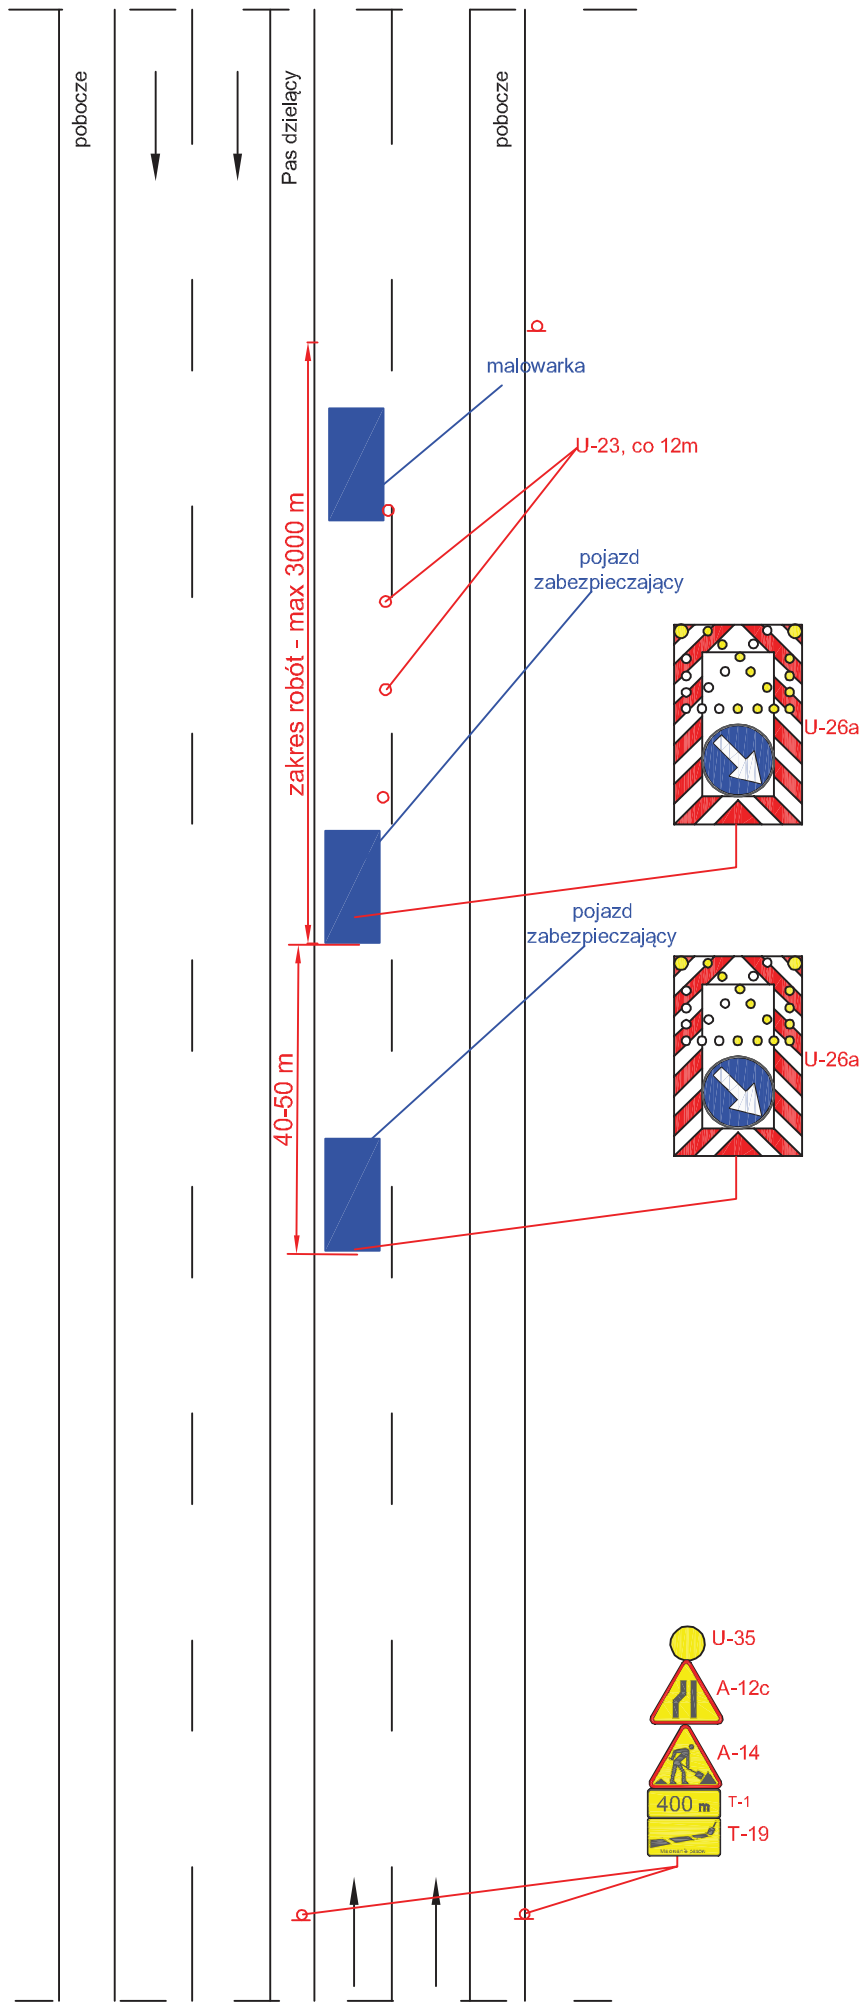 pobocze
Pas dzielący
pobocze
malowarka
U-23, co 12m
zakres robót - max 3000 m
pojazd
zabezpieczający
U-26a
pojazd
zabezpieczający
U-26a
40-50 m
U-35
A-12c
A-14
400 m
T-1
T-19